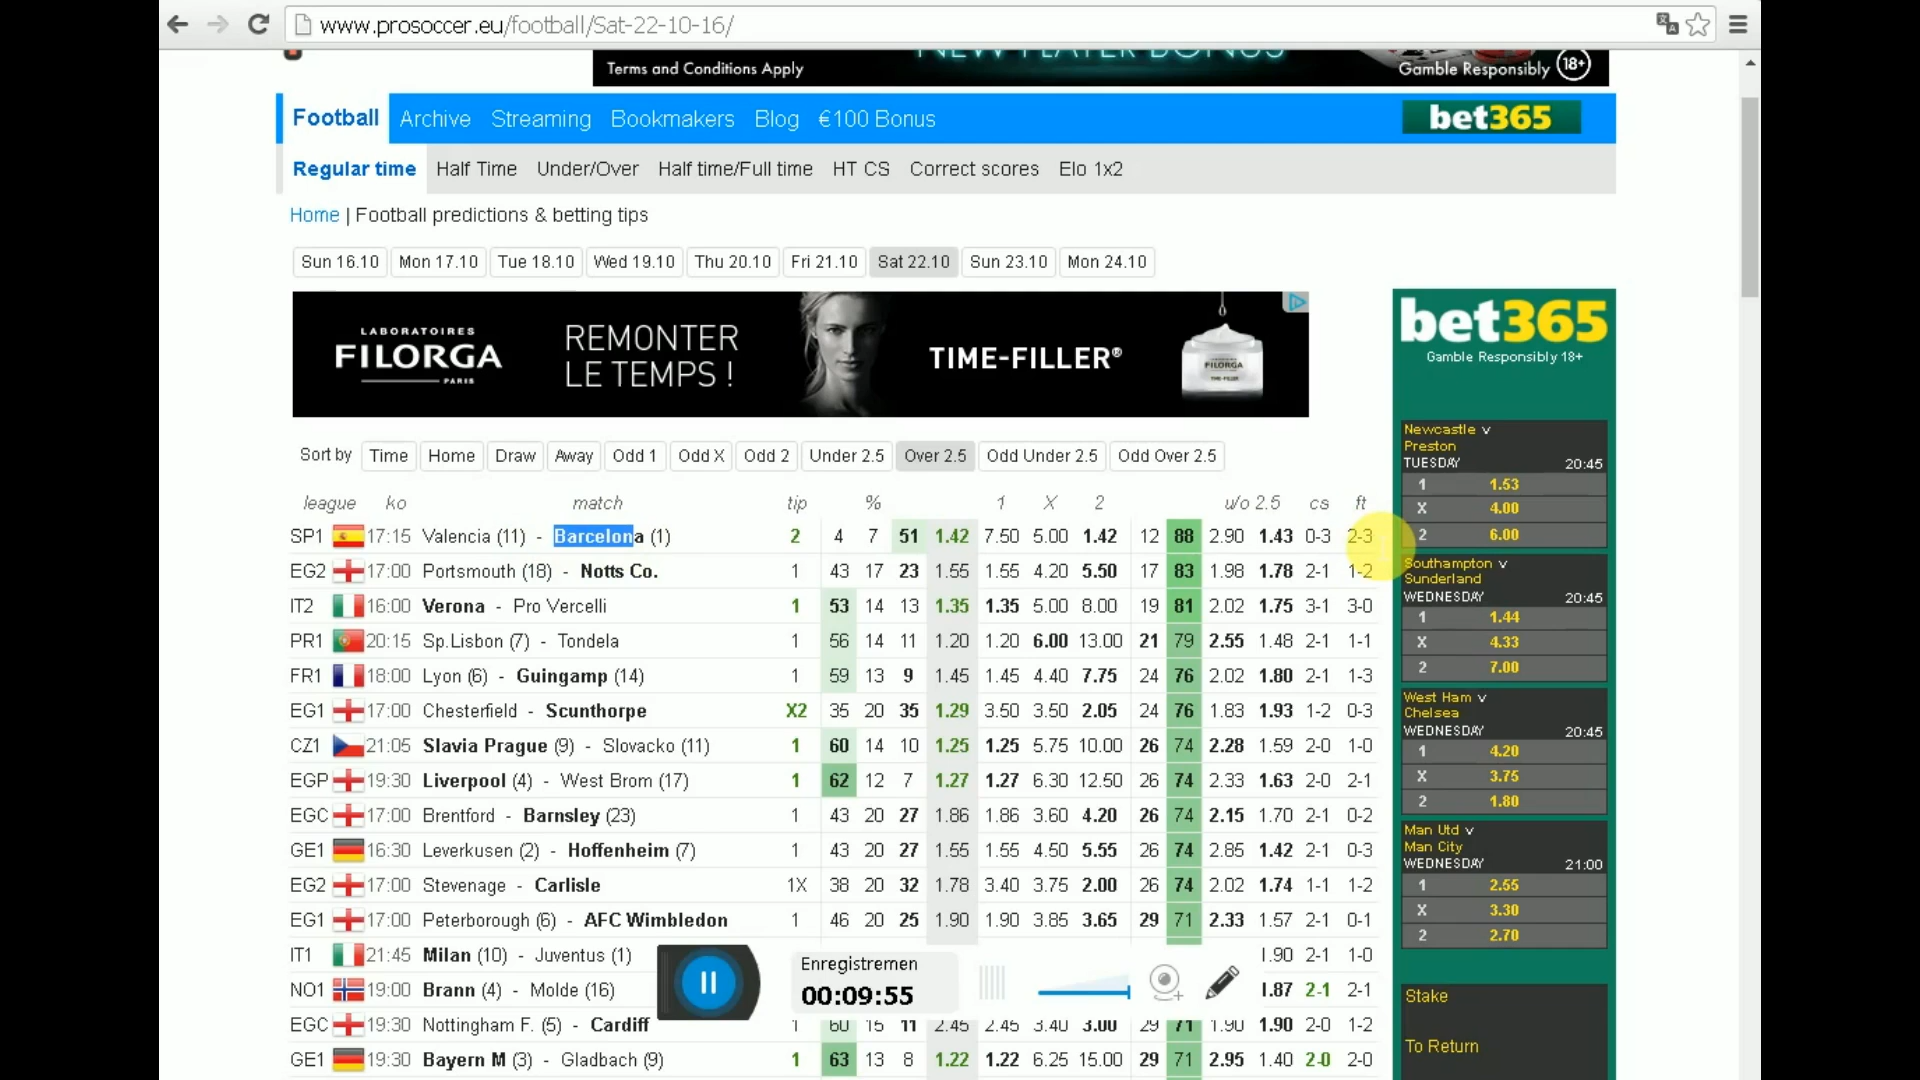 www.prosoccer.eu/football/Sat-22-10-16/
Terms and Conditions Apply
Gamble Responsibly 18+
Football Archive Streaming Bookmakers Blog €100 Bonus bet365
Regular time Half Time Under/Over Half time/Full time HT CS Correct scores Elo 1x2
Home | Football predictions & betting tips
Sun 16.10 Mon 17.10 Tue 18.10 Wed 19.10 Thu 20.10 Fri 21.10 Sat 22.10 Sun 23.10 Mon 24.10
LABORATOIRES
FILORGA
PARIS
REMONTER
LE TEMPS !
TIME-FILLER®
FILORGA
TIME-FILLER
Sort by Time Home Draw Away Odd 1 Odd X Odd 2 Under 2.5 Over 2.5 Odd Under 2.5 Odd Over 2.5
league ko match tip % 1 X 2 u/o 2.5 cs ft
SP1 17:15 Valencia (11) - Barcelona (1) 2 4 7 51 1.42 7.50 5.00 1.42 12 88 2.90 1.43 0-3 2-3
EG2 17:00 Portsmouth (18) - Notts Co. 1 43 17 23 1.55 1.55 4.20 5.50 17 83 1.98 1.78 2-1 1-2
IT2 16:00 Verona - Pro Vercelli 1 53 14 13 1.35 1.35 5.00 8.00 19 81 2.02 1.75 3-1 3-0
PR1 20:15 Sp.Lisbon (7) - Tondela 1 56 14 11 1.20 1.20 6.00 13.00 21 79 2.55 1.48 2-1 1-1
FR1 18:00 Lyon (6) - Guingamp (14) 1 59 13 9 1.45 1.45 4.40 7.75 24 76 2.02 1.80 2-1 1-3
EG1 17:00 Chesterfield - Scunthorpe X2 35 20 35 1.29 3.50 3.50 2.05 24 76 1.83 1.93 1-2 0-3
CZ1 21:05 Slavia Prague (9) - Slovacko (11) 1 60 14 10 1.25 1.25 5.75 10.00 26 74 2.28 1.59 2-0 1-0
EGP 19:30 Liverpool (4) - West Brom (17) 1 62 12 7 1.27 1.27 6.30 12.50 26 74 2.33 1.63 2-0 2-1
EGC 17:00 Brentford - Barnsley (23) 1 43 20 27 1.86 1.86 3.60 4.20 26 74 2.15 1.70 2-1 0-2
GE1 16:30 Leverkusen (2) - Hoffenheim (7) 1 43 20 27 1.55 1.55 4.50 5.55 26 74 2.85 1.42 2-1 0-3
EG2 17:00 Stevenage - Carlisle 1X 38 20 32 1.78 3.40 3.75 2.00 26 74 2.02 1.74 1-1 1-2
EG1 17:00 Peterborough (6) - AFC Wimbledon 1 46 20 25 1.90 1.90 3.85 3.65 29 71 2.33 1.57 2-1 0-1
IT1 21:45 Milan (10) - Juventus (1) 1.90 2-1 1-0
NO1 19:00 Brann (4) - Molde (16) 1.87 2-1 2-1
EGC 19:30 Nottingham F. (5) - Cardiff 1 60 15 11 2.45 2.45 3.40 3.00 29 71 1.90 1.90 2-0 1-2
GE1 19:30 Bayern M (3) - Gladbach (9) 1 63 13 8 1.22 1.22 6.25 15.00 29 71 2.95 1.40 2-0 2-0
Enregistremen
00:09:55
bet365
Gamble Responsibly 18+
Newcastle v
Preston
TUESDAY 20:45
1 1.53
X 4.00
2 6.00
Southampton v
Sunderland
WEDNESDAY 20:45
1 1.44
X 4.33
2 7.00
West Ham v
Chelsea
WEDNESDAY 20:45
1 4.20
X 3.75
2 1.80
Man Utd v
Man City
WEDNESDAY 21:00
1 2.55
X 3.30
2 2.70
Stake
To Return